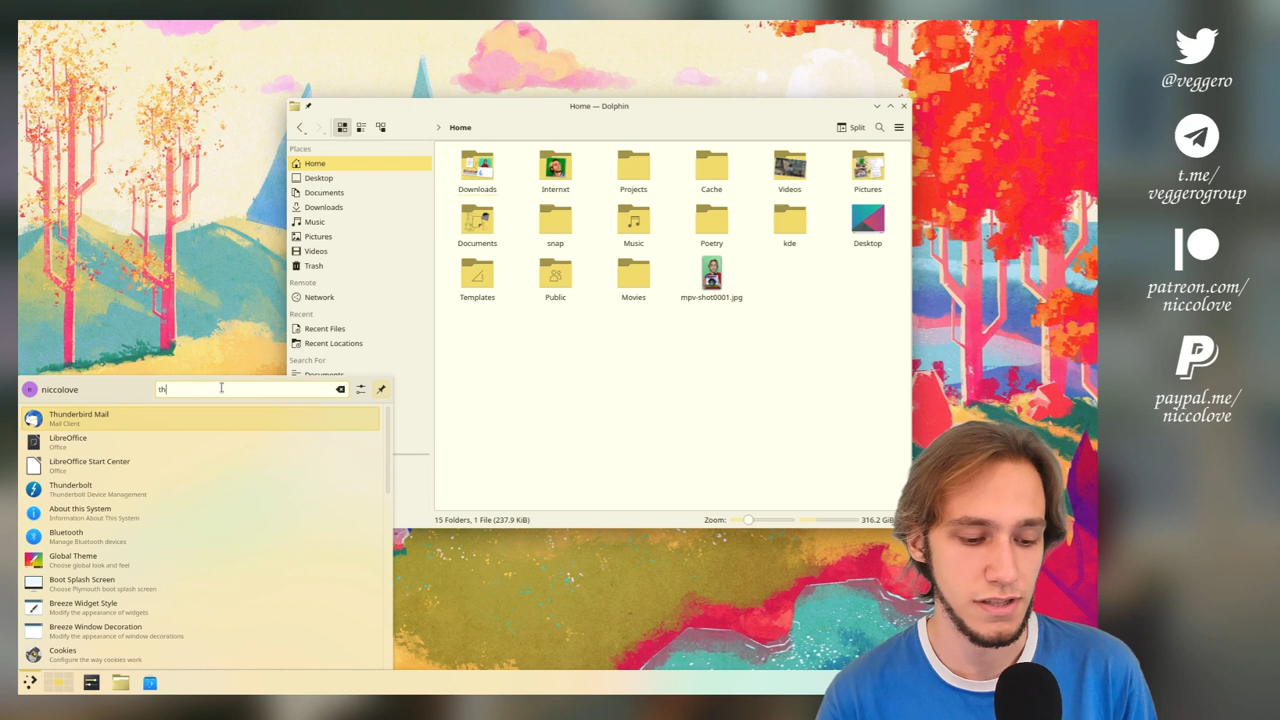 Home — Dolphin
Home
Split
Places
Home
Desktop
Documents
Downloads
Music
Pictures
Videos
Trash
Remote
Network
Recent
Recent Files
Recent Locations
Search For
Downloads
Internxt
Projects
Cache
Videos
Pictures
Documents
snap
Music
Poetry
kde
Desktop
Templates
Public
Movies
mpv-shot0001.jpg
15 Folders, 1 File (237.9 KiB)
Zoom:
316.2 GiB
niccolove
th
Thunderbird Mail
Mail Client
LibreOffice
Office
LibreOffice Start Center
Office
Thunderbolt
Thunderbolt Device Management
About this System
Information About This System
Bluetooth
Manage Bluetooth devices
Global Theme
Choose global look and feel
Boot Splash Screen
Choose Plymouth boot splash screen
Breeze Widget Style
Modify the appearance of widgets
Breeze Window Decoration
Modify the appearance of window decorations
Cookies
Configure the way cookies work
@veggero
t.me/
veggerogroup
patreon.com/
niccolove
paypal.me/
niccolove